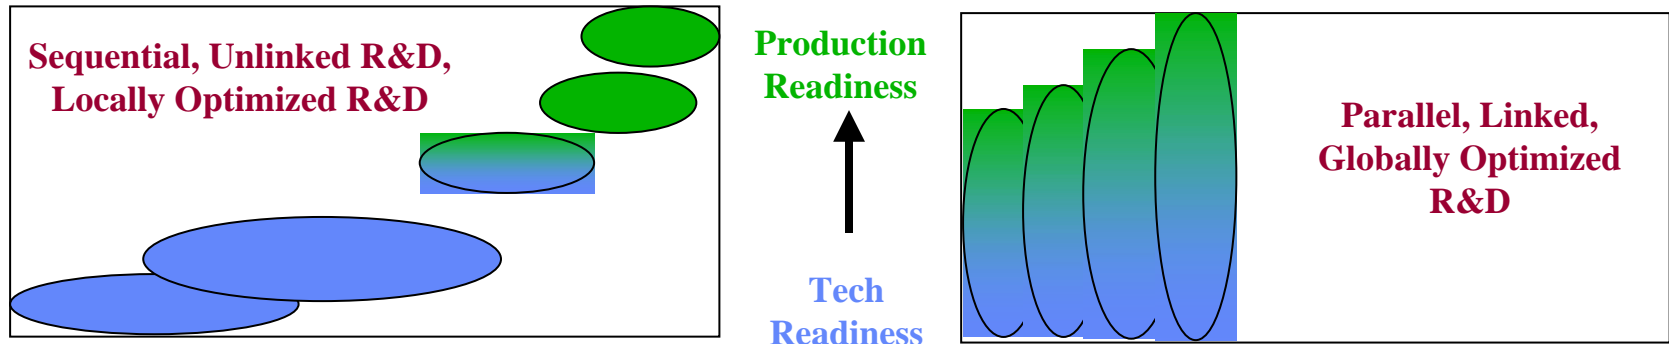 Sequential, Unlinked R&D,
Locally Optimized R&D
Production
Readiness
Tech
Readiness
Parallel, Linked,
Globally Optimized
R&D